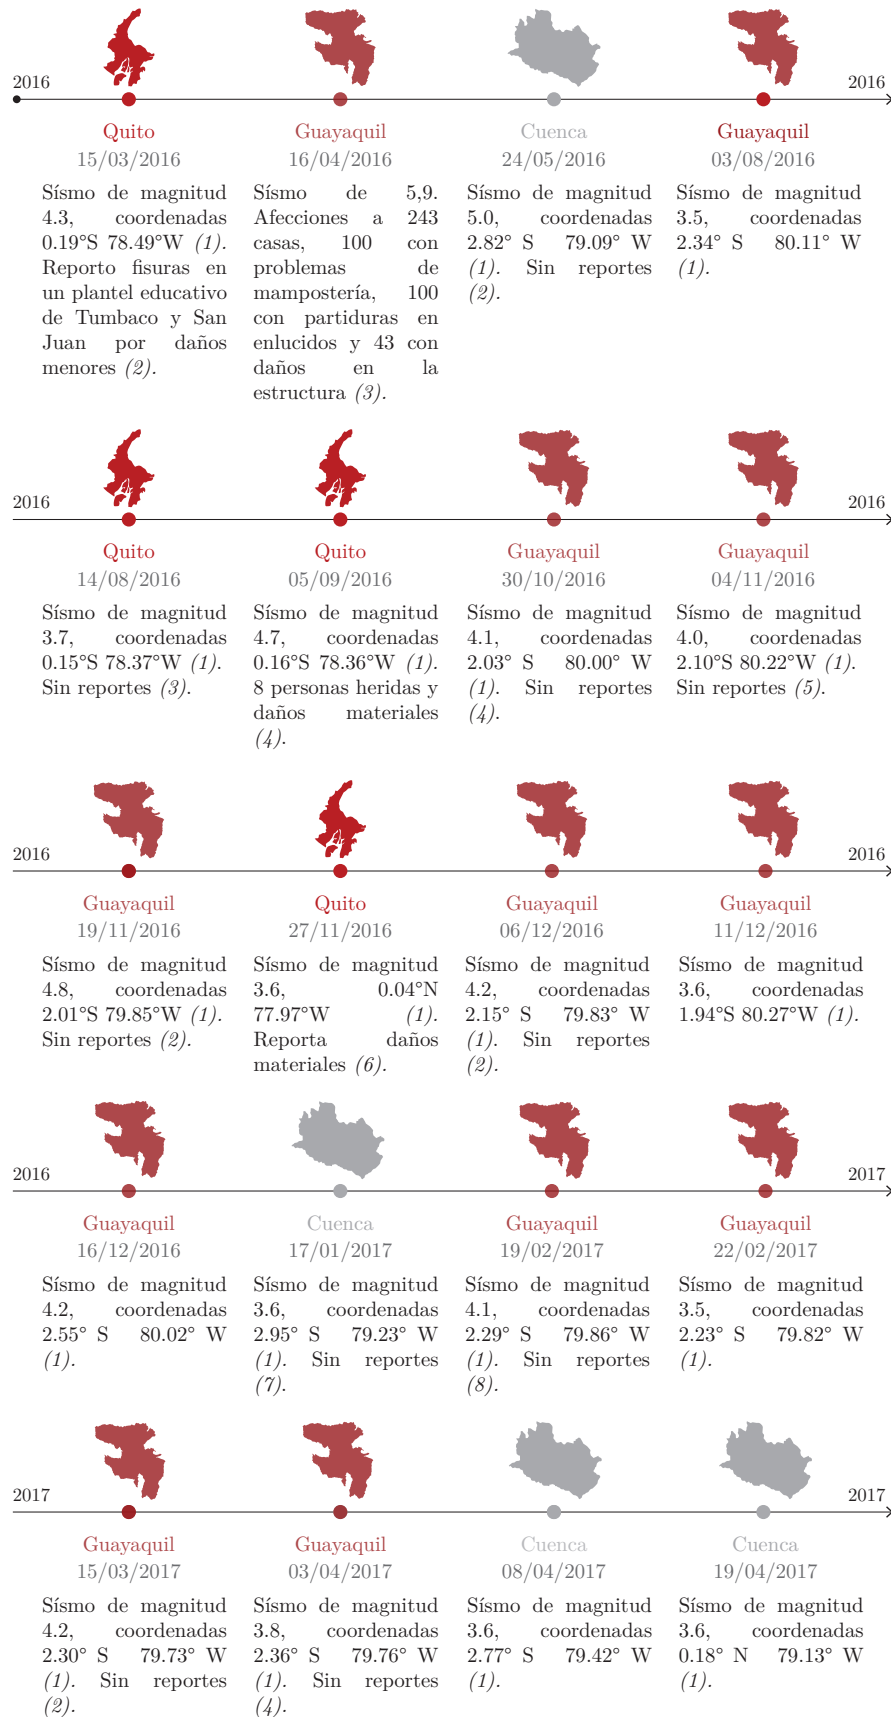 2016
2016
Quito
15/03/2016
Sísmo de magnitud
4.3, coordenadas
0.19°S 78.49°W (1).
Reporto fisuras en
un plantel educativo
de Tumbaco y San
Juan por daños
menores (2).
Guayaquil
16/04/2016
Sísmo de 5,9.
Afecciones a 243
casas, 100 con
problemas de
mampostería, 100
con partiduras en
enlucidos y 43 con
daños en la
estructura (3).
Cuenca
24/05/2016
Sísmo de magnitud
5.0, coordenadas
2.82° S 79.09° W
(1). Sin reportes
(2).
Guayaquil
03/08/2016
Sísmo de magnitud
3.5, coordenadas
2.34° S 80.11° W
(1).
2016
2016
Quito
14/08/2016
Sísmo de magnitud
3.7, coordenadas
0.15°S 78.37°W (1).
Sin reportes (3).
Quito
05/09/2016
Sísmo de magnitud
4.7, coordenadas
0.16°S 78.36°W (1).
8 personas heridas y
daños materiales
(4).
Guayaquil
30/10/2016
Sísmo de magnitud
4.1, coordenadas
2.03° S 80.00° W
(1). Sin reportes
(4).
Guayaquil
04/11/2016
Sísmo de magnitud
4.0, coordenadas
2.10°S 80.22°W (1).
Sin reportes (5).
2016
2016
Guayaquil
19/11/2016
Sísmo de magnitud
4.8, coordenadas
2.01°S 79.85°W (1).
Sin reportes (2).
Quito
27/11/2016
Sísmo de magnitud
3.6, 0.04°N
77.97°W (1).
Reporta daños
materiales (6).
Guayaquil
06/12/2016
Sísmo de magnitud
4.2, coordenadas
2.15° S 79.83° W
(1). Sin reportes
(2).
Guayaquil
11/12/2016
Sísmo de magnitud
3.6, coordenadas
1.94°S 80.27°W (1).
2016
2017
Guayaquil
16/12/2016
Sísmo de magnitud
4.2, coordenadas
2.55° S 80.02° W
(1).
Cuenca
17/01/2017
Sísmo de magnitud
3.6, coordenadas
2.95° S 79.23° W
(1). Sin reportes
(7).
Guayaquil
19/02/2017
Sísmo de magnitud
4.1, coordenadas
2.29° S 79.86° W
(1). Sin reportes
(8).
Guayaquil
22/02/2017
Sísmo de magnitud
3.5, coordenadas
2.23° S 79.82° W
(1).
2017
2017
Guayaquil
15/03/2017
Sísmo de magnitud
4.2, coordenadas
2.30° S 79.73° W
(1). Sin reportes
(2).
Guayaquil
03/04/2017
Sísmo de magnitud
3.8, coordenadas
2.36° S 79.76° W
(1). Sin reportes
(4).
Cuenca
08/04/2017
Sísmo de magnitud
3.6, coordenadas
2.77° S 79.42° W
(1).
Cuenca
19/04/2017
Sísmo de magnitud
3.6, coordenadas
0.18° N 79.13° W
(1).